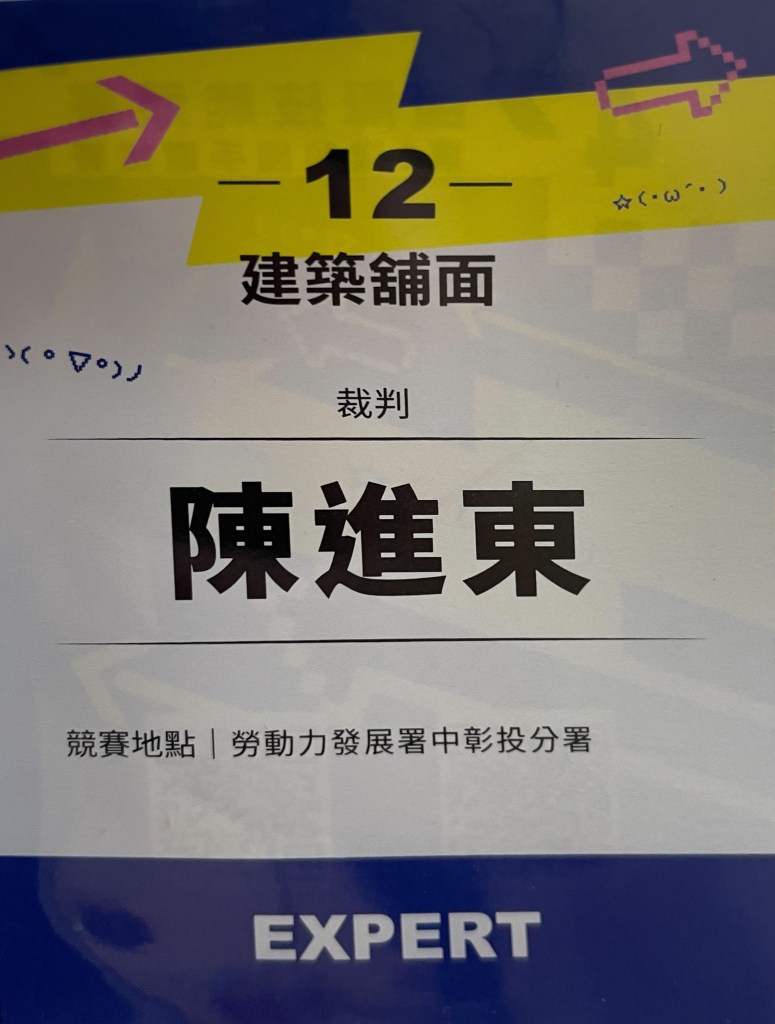 —12—
☆(・ω´・)
建築舖面
)(°▽°)ﾉ
裁判
陳進東
競賽地點｜勞動力發展署中彰投分署
EXPERT